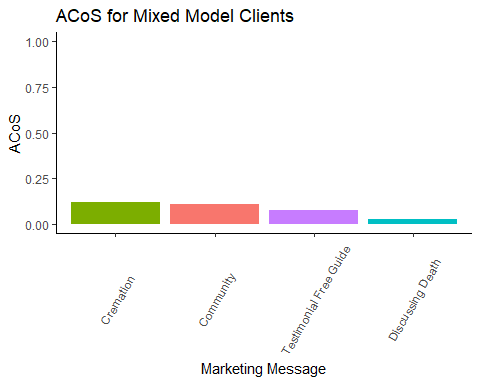 ACoS for Mixed Model Clients
1.00
0.75
0.50
0.25
0.00
ACoS
Cremation
Community
Testimonial Free Guide
Discussing Death
Marketing Message